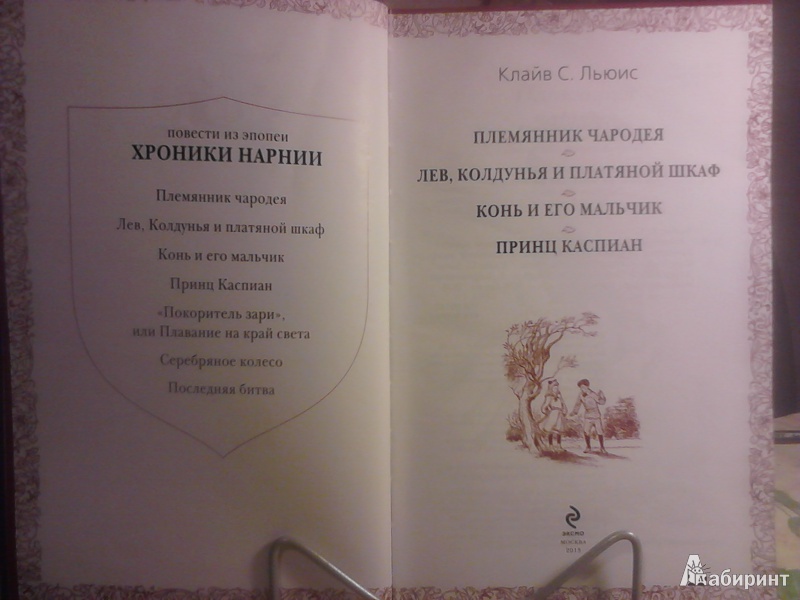 повести из эпопеи
ХРОНИКИ НАРНИИ
Племянник чародея
Лев, Колдунья и платяной шкаф
Конь и его мальчик
Принц Каспиан
«Покоритель зари»,
или Плавание на край света
Серебряное колесо
Последняя битва
Клайв С. Льюис
ПЛЕМЯННИК ЧАРОДЕЯ
ЛЕВ, КОЛДУНЬЯ И ПЛАТЯНОЙ ШКАФ
КОНЬ И ЕГО МАЛЬЧИК
ПРИНЦ КАСПИАН
эксмо
МОСКВА
2013
Лабиринт